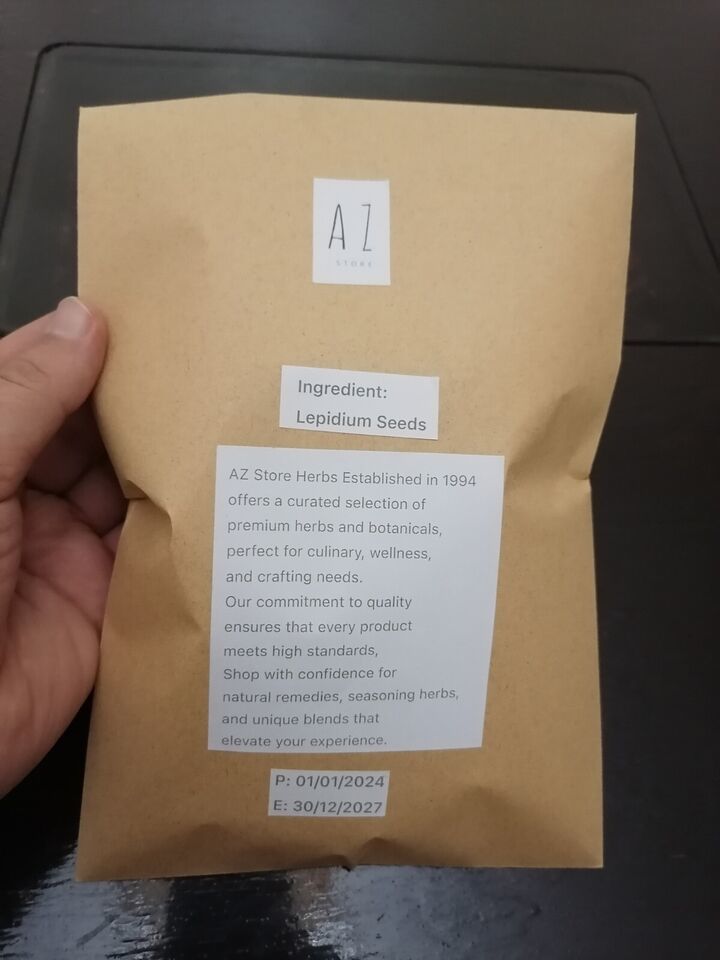 AZ
STORE
Ingredient:
Lepidium Seeds
AZ Store Herbs Established in 1994
offers a curated selection of
premium herbs and botanicals,
perfect for culinary, wellness,
and crafting needs.
Our commitment to quality
ensures that every product
meets high standards,
Shop with confidence for
natural remedies, seasoning herbs,
and unique blends that
elevate your experience.
P: 01/01/2024
E: 30/12/2027